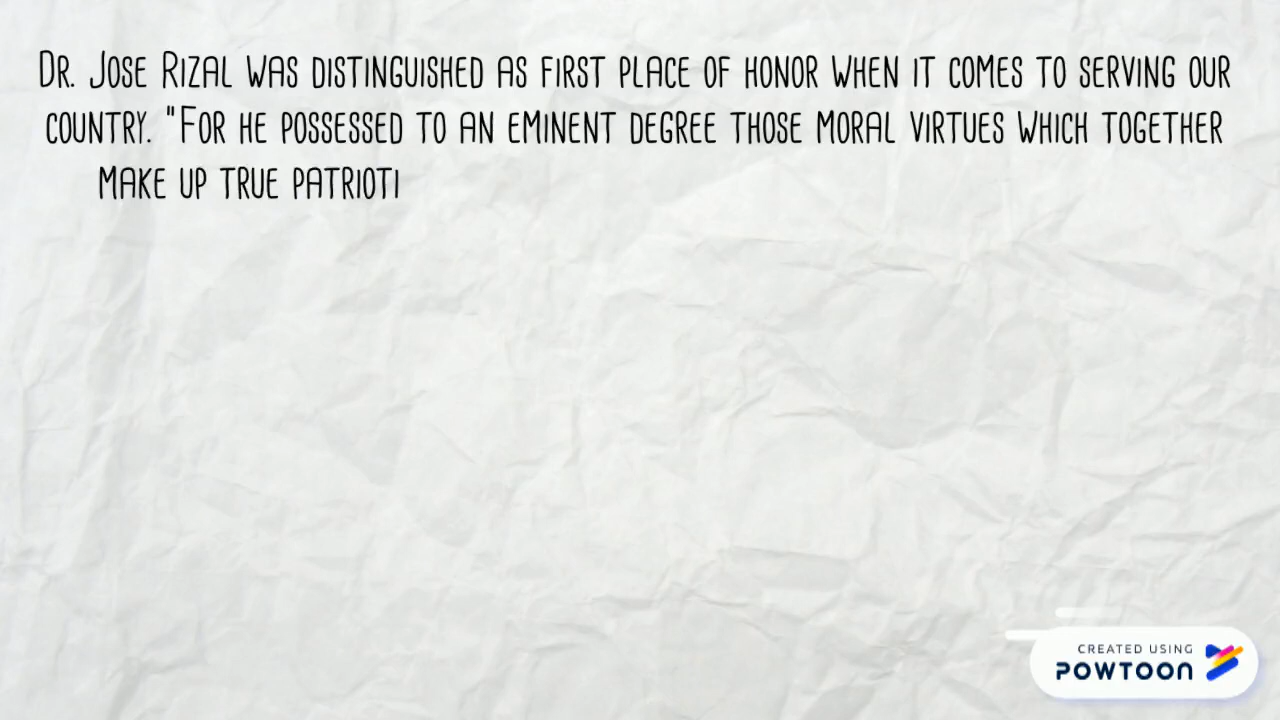 Dr. Jose Rizal was distinguished as first place of honor when it comes to serving our
country. "For he possessed to an eminent degree those moral virtues which together
make up true patrioti
CREATED USING
POWTOON